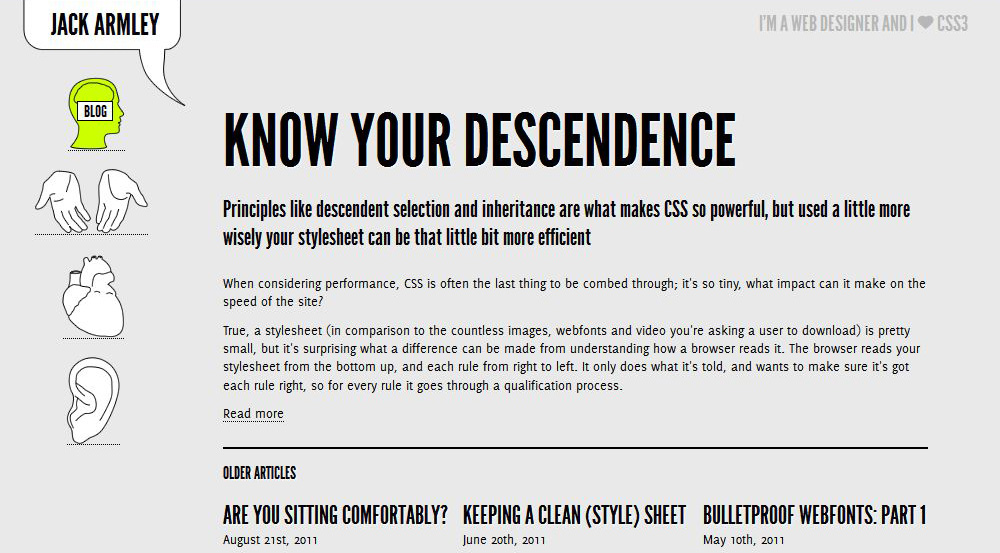 JACK ARMLEY
I'M A WEB DESIGNER AND I ♥ CSS3
BLOG
KNOW YOUR DESCENDENCE
Principles like descendent selection and inheritance are what makes CSS so powerful, but used a little more
wisely your stylesheet can be that little bit more efficient
When considering performance, CSS is often the last thing to be combed through; it's so tiny, what impact can it make on the
speed of the site?
True, a stylesheet (in comparison to the countless images, webfonts and video you're asking a user to download) is pretty
small, but it's surprising what a difference can be made from understanding how a browser reads it. The browser reads your
stylesheet from the bottom up, and each rule from right to left. It only does what it's told, and wants to make sure it's got
each rule right, so for every rule it goes through a qualification process.
Read more
OLDER ARTICLES
ARE YOU SITTING COMFORTABLY? KEEPING A CLEAN (STYLE) SHEET BULLETPROOF WEBFONTS: PART 1
August 21st, 2011 June 20th, 2011 May 10th, 2011